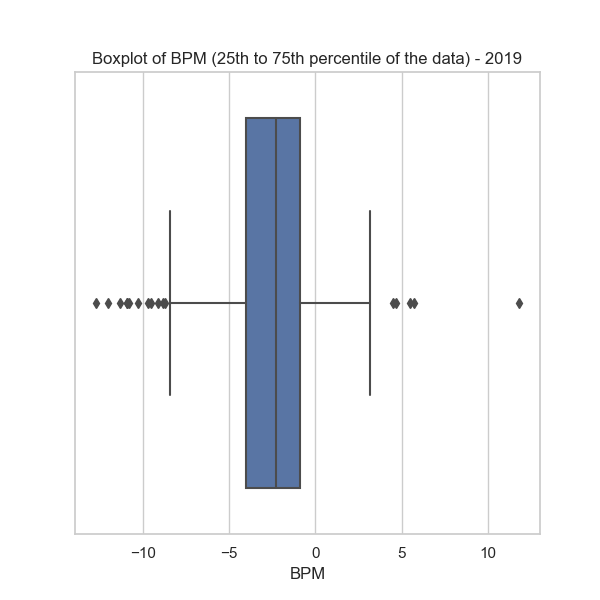 Boxplot of BPM (25th to 75th percentile of the data) - 2019
−10 −5 0 5 10
BPM